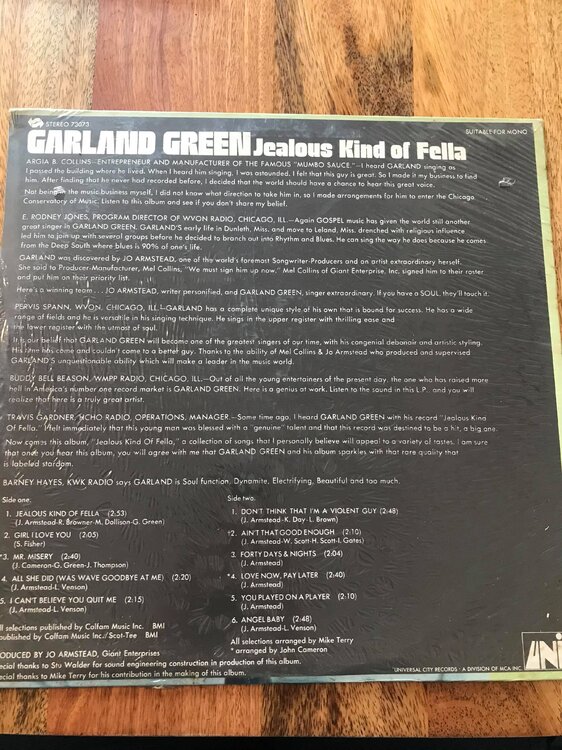 STEREO 73073
SUITABLE FOR MONO
GARLAND GREEN Jealous Kind of Fella
ARGIA B. COLLINS—ENTREPRENEUR AND MANUFACTURER OF THE FAMOUS "MUMBO SAUCE."—I heard GARLAND singing as
I passed the building where he lived. When I heard him singing, I was astounded. I felt that this guy is great. So I made it my business to find
him. After finding that he never had recorded before, I decided that the world should have a chance to hear this great voice.
Not being in the music business myself, I did not know what direction to take him in, so I made arrangements for him to enter the Chicago
Conservatory of Music. Listen to this album and see if you don't share my belief.
E. RODNEY JONES, PROGRAM DIRECTOR OF WVON RADIO, CHICAGO, ILL.—Again GOSPEL music has given the world still another
great singer in GARLAND GREEN. GARLAND'S early life in Dunleth, Miss. and move to Leland, Miss. drenched with religious influence
led him to join up with several groups before he decided to branch out into Rhythm and Blues. He can sing the way he does because he comes
from the Deep South where blues is 90% of one's life.
GARLAND was discovered by JO ARMSTEAD, one of the world's foremost Songwriter-Producers and an artist extraordinary herself.
She said to Producer-Manufacturer, Mel Collins, "We must sign him up now." Mel Collins of Giant Enterprise, Inc. signed him to their roster
and put him on their priority list.
Here's a winning team . . . JO ARMSTEAD, writer personified, and GARLAND GREEN, singer extraordinary. If you have a SOUL, they'll touch it.
PERVIS SPANN, WVON, CHICAGO, ILL.—GARLAND has a complete unique style of his own that is bound for success. He has a wide
range of fields and he is versatile in his singing technique. He sings in the upper register with thrilling ease and
the lower register with the utmost of soul.
It is our belief that GARLAND GREEN will become one of the greatest singers of our time, with his congenial debonair and artistic styling.
His time has come and couldn't come to a better guy. Thanks to the ability of Mel Collins & Jo Armstead who produced and supervised
GARLAND'S unquestionable ability which will make a leader in the music world.
BUDDY BELL BEASON, WMPP RADIO, CHICAGO, ILL.—Out of all the young entertainers of the present day, the one who has raised more
hell in America's number one record market is GARLAND GREEN. Here is a genius at work. Listen to the sound in this L.P.. and you will
realize that here is a truly great artist.
TRAVIS GARDNER, KCHO RADIO, OPERATIONS, MANAGER.—Some time ago, I heard GARLAND GREEN with his record "Jealous Kind
Of Fella." I felt immediately that this young man was blessed with a "genuine" talent and that this record was destined to be a hit, a big one.
Now comes this album, "Jealous Kind Of Fella," a collection of songs that I personally believe will appeal to a variety of tastes. I am sure
that once you hear this album, you will agree with me that GARLAND GREEN and his album sparkles with that rare quality that
is labeled stardom.
BARNEY HAYES, KWK RADIO says GARLAND is Soul function. Dynamite, Electrifying, Beautiful and too much.
Side one.
1. JEALOUS KIND OF FELLA (2:53)
(J. Armstead-R. Browner-M. Dollison-G. Green)
2. GIRL I LOVE YOU (2:05)
(S. Fisher)
*3. MR. MISERY (2:40)
(J. Cameron-G. Green-J. Thompson)
4. ALL SHE DID (WAS WAVE GOODBYE AT ME) (2:20)
(J. Armstead-L. Venson)
5. I CAN'T BELIEVE YOU QUIT ME (2:15)
(J. Armstead-L. Venson)
All selections published by Colfam Music Inc. BMI
published by Colfam Music Inc./Scot-Tee BMI
PRODUCED BY JO ARMSTEAD, Giant Enterprises
cial thanks to Stu Walder for sound engineering construction in production of this album.
ecial thanks to Mike Terry for his contribution in the making of this album.
Side two.
1. DON'T THINK THAT I'M A VIOLENT GUY (2:48)
(J. Armstead-K. Day-L. Brown)
†2. AIN'T THAT GOOD ENOUGH (2:10)
(J. Armstead-W. Scott-H. Scott-I. Gates)
3. FORTY DAYS & NIGHTS (2:04)
(J. Armstead)
*4. LOVE NOW, PAY LATER (2:40)
(J. Armstead)
5. YOU PLAYED ON A PLAYER (2:10)
(J. Armstead)
6. ANGEL BABY (2:48)
(J. Armstead-L. Venson)
All selections arranged by Mike Terry
* arranged by John Cameron
UNIVERSAL CITY RECORDS • A DIVISION OF MCA INC.
UNI